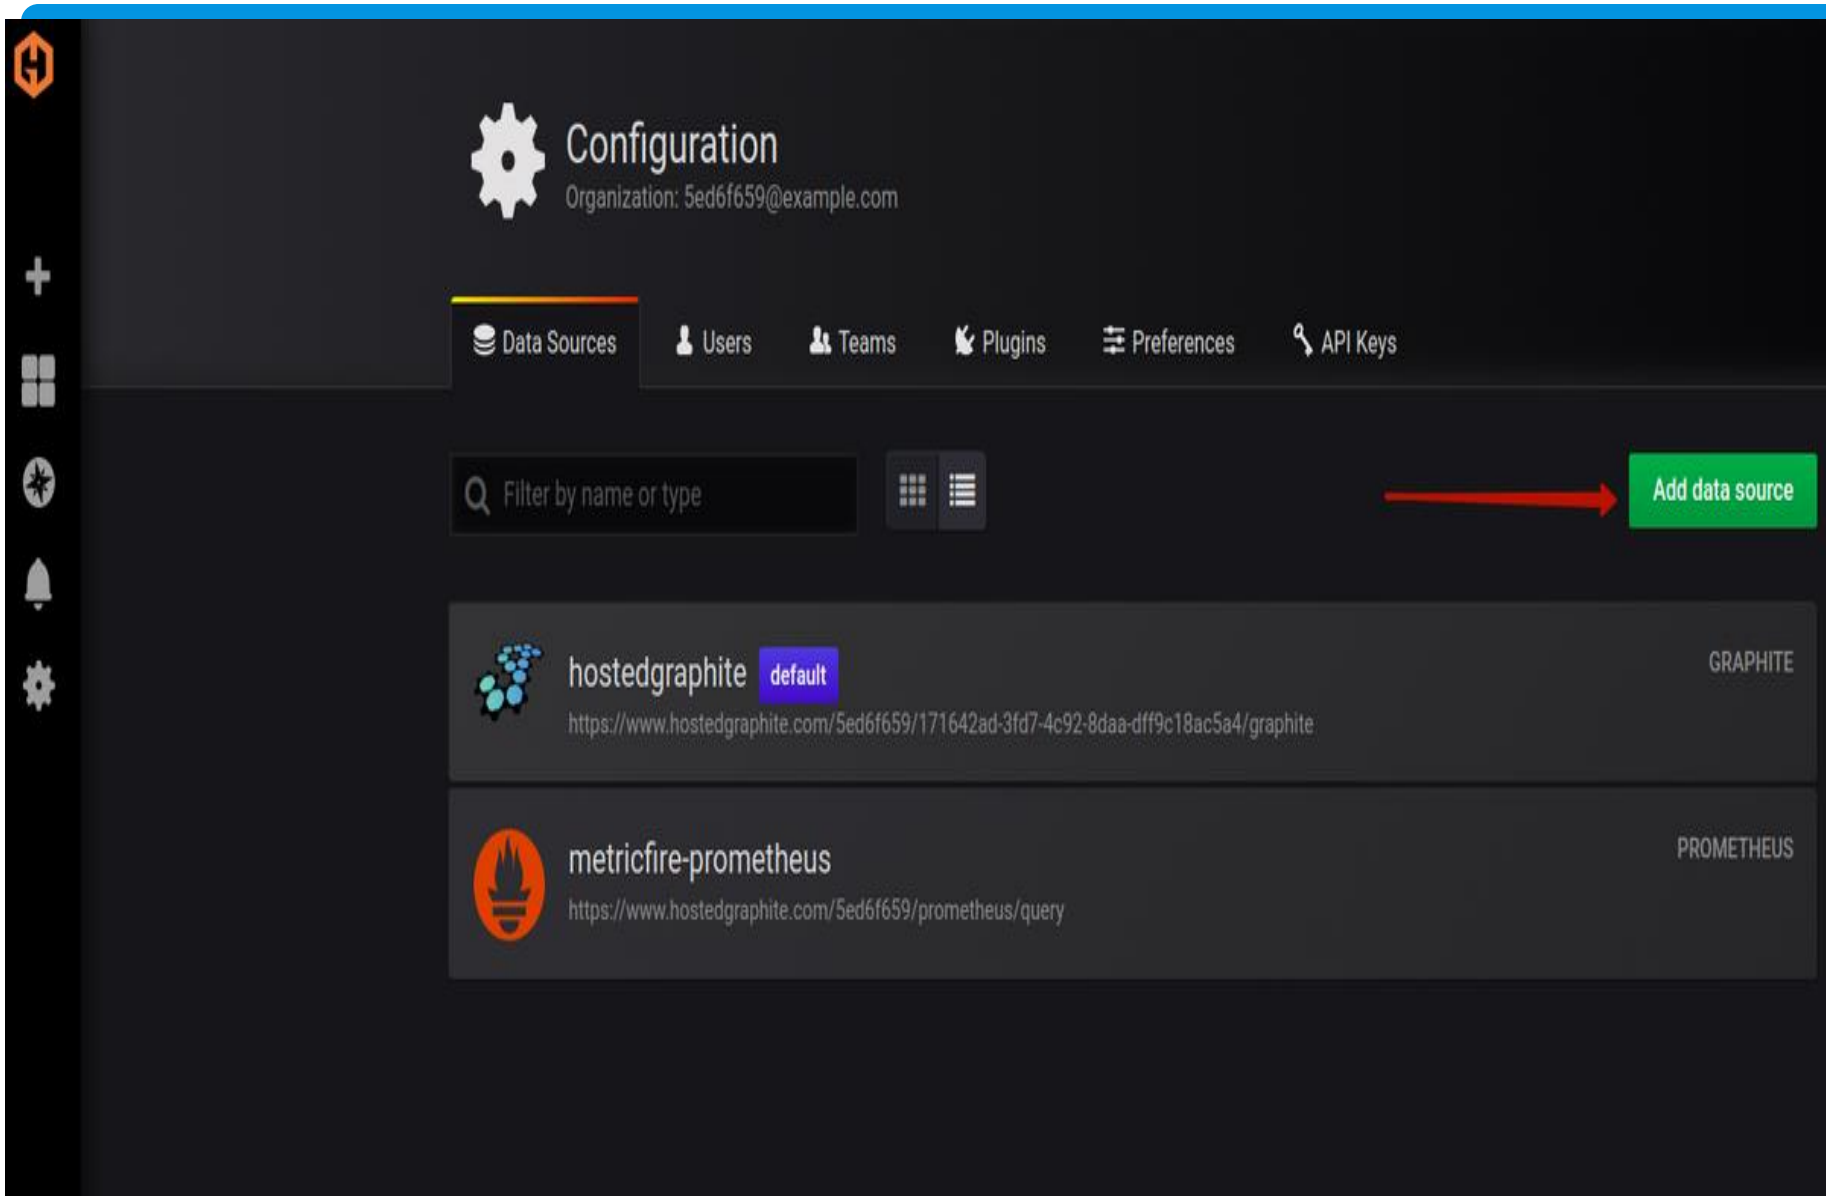 Configuration
Organization: 5ed6f659@example.com
Data Sources Users Teams Plugins Preferences API Keys
Filter by name or type
Add data source
hostedgraphite default
GRAPHITE
https://www.hostedgraphite.com/5ed6f659/171642ad-3fd7-4c92-8daa-dff9c18ac5a4/graphite
metricfire-prometheus
PROMETHEUS
https://www.hostedgraphite.com/5ed6f659/prometheus/query